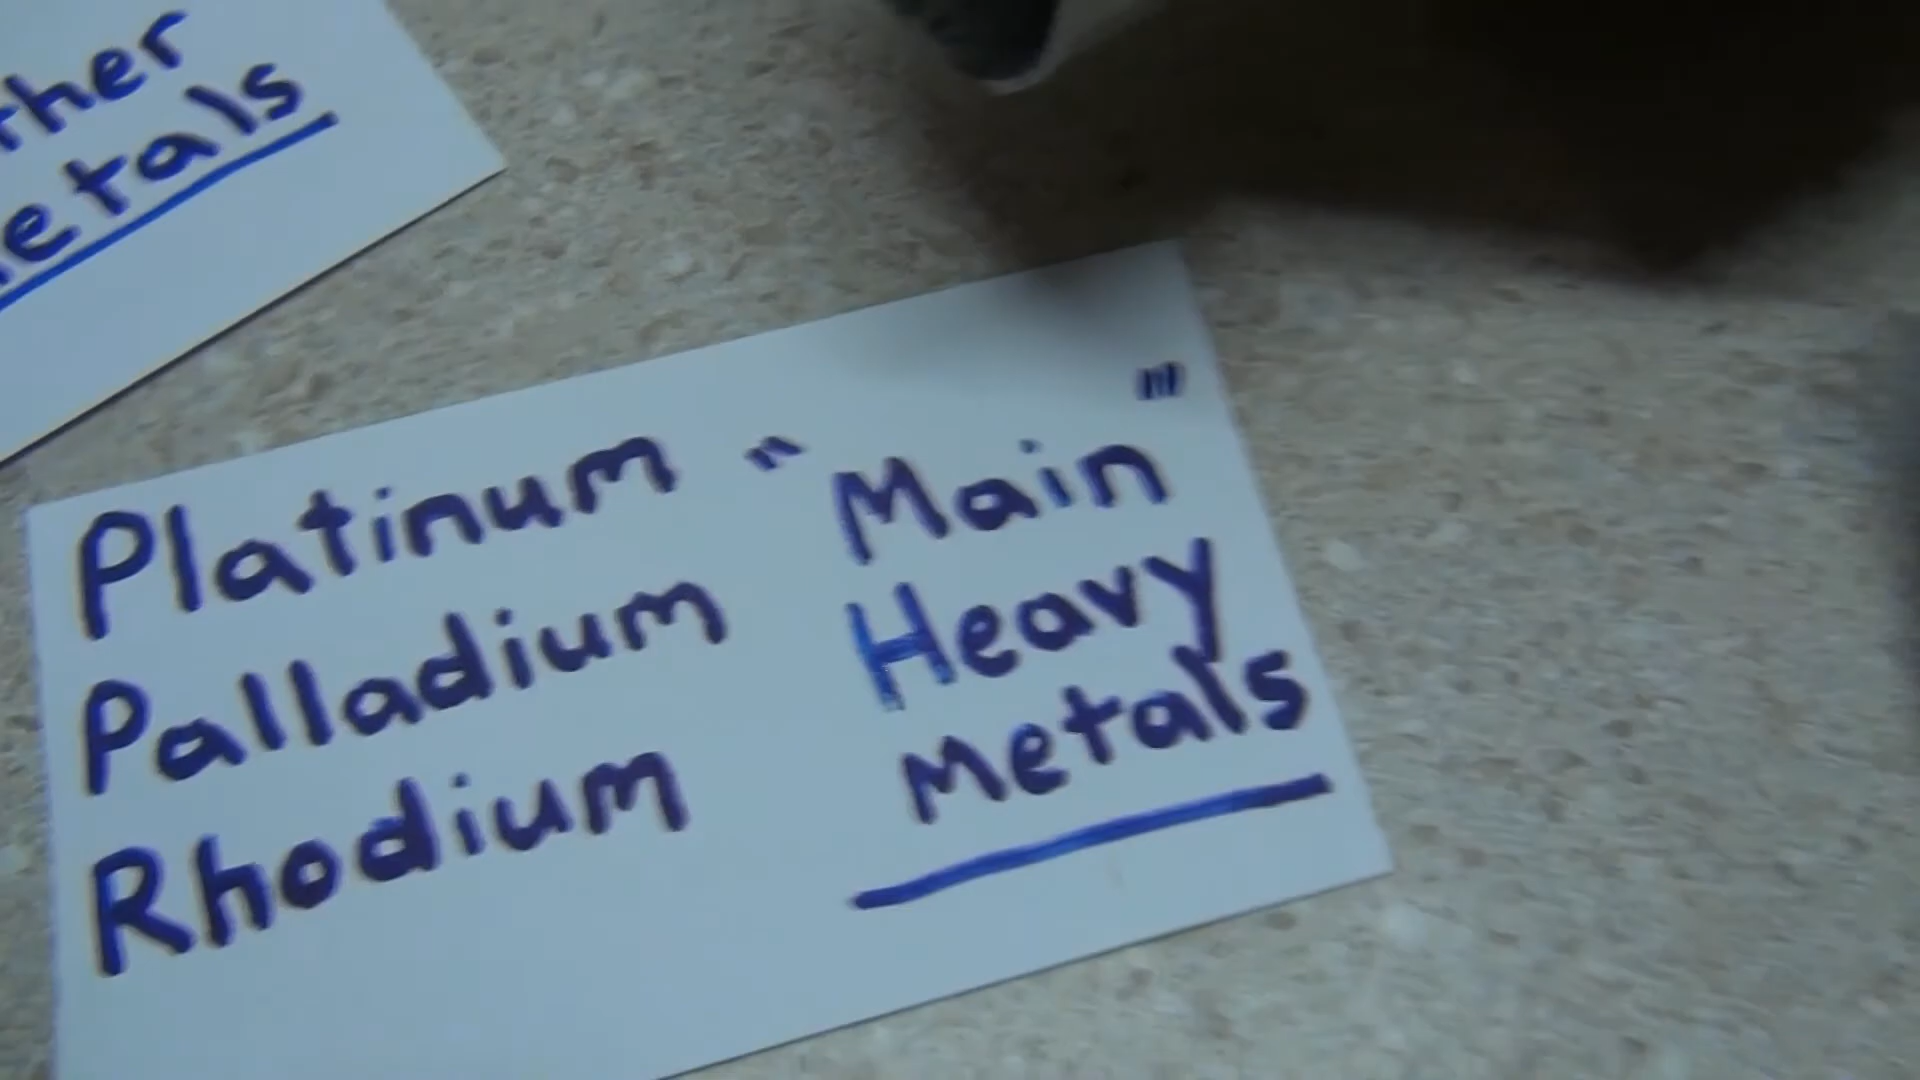 ther
etals
Platinum "Main"
Palladium Heavy
Rhodium Metals